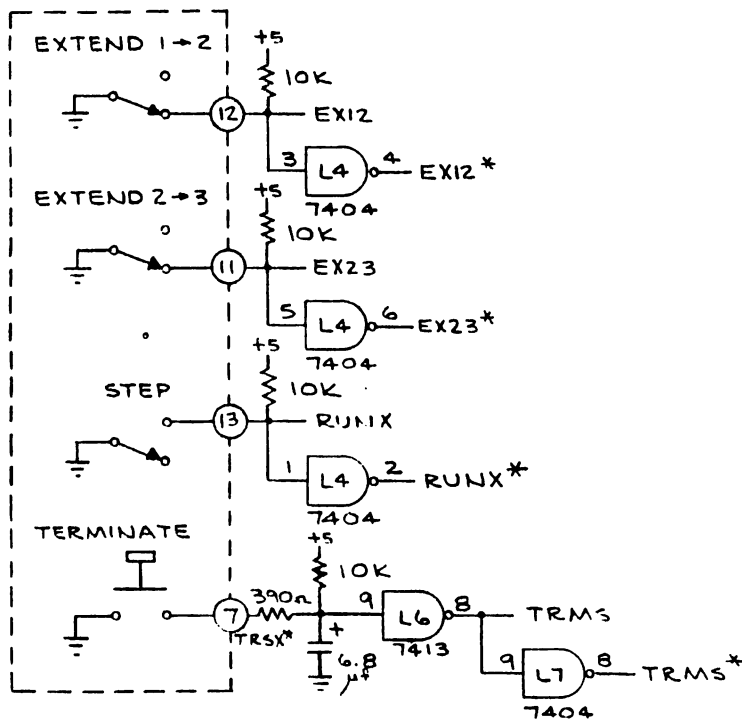 EXTEND 1→2
+5
10K
12
EX12
3
L4
4
EX12*
7404
EXTEND 2→3
+5
10K
11
EX23
5
L4
6
EX23*
7404
+5
STEP
10K
13
RUNX
1
L4
2
RUNX*
7404
TERMINATE
+5
10K
7
390Ω
TRSX*
+
6.8
μf
9
L6
8
TRMS
7413
9
L7
8
TRMS*
7404